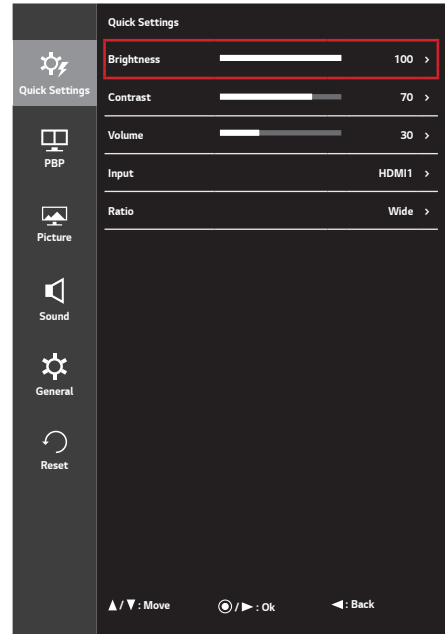 Quick Settings
Quick Settings
Brightness 100 >
Contrast 70 >
Volume 30 >
Input HDMI1 >
Ratio Wide >
PBP
Picture
Sound
General
Reset
▲/▼: Move ◉/►: Ok ◄: Back